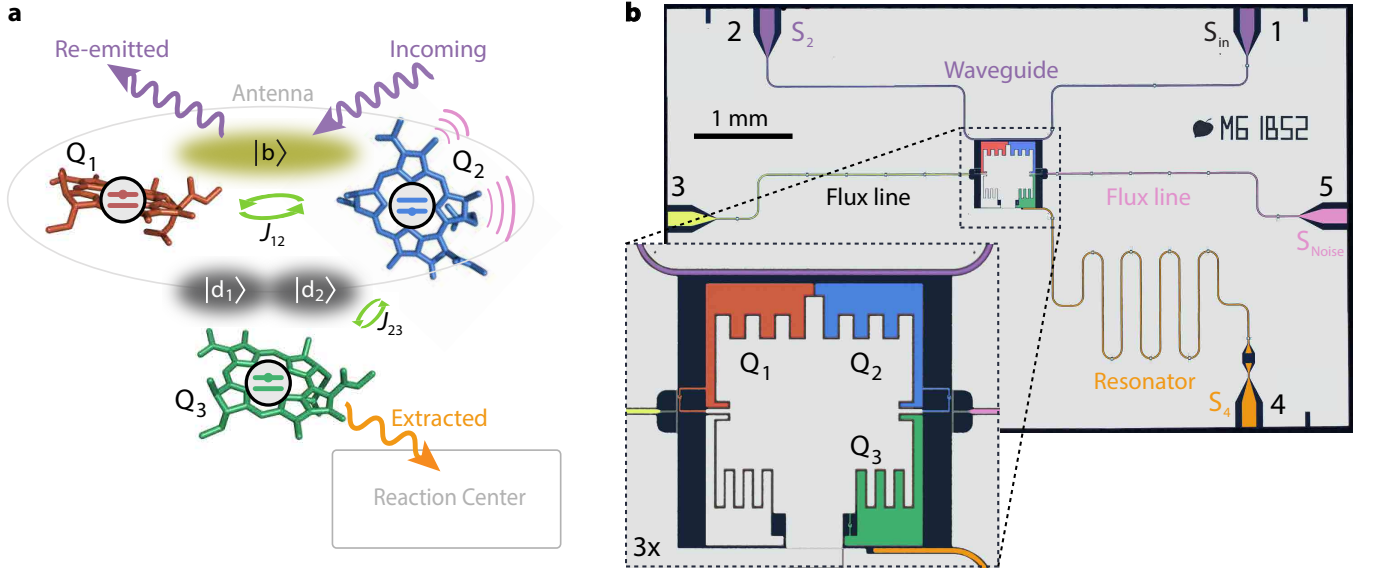 a
Re-emitted
Incoming
Antenna
|b⟩
Q₁
Q₂
J₁₂
|d₁⟩
|d₂⟩
J₂₃
Q₃
Extracted
Reaction Center
b
2
S₂
Sᵢₙ
1
Waveguide
1 mm
M6 1852
3
Flux line
Flux line
5
S_Noise
Q₁
Q₂
Q₃
3x
Resonator
S₄
4